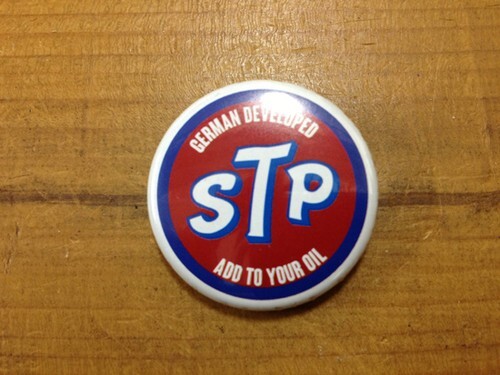 GERMAN DEVELOPED
STP
ADD TO YOUR OIL